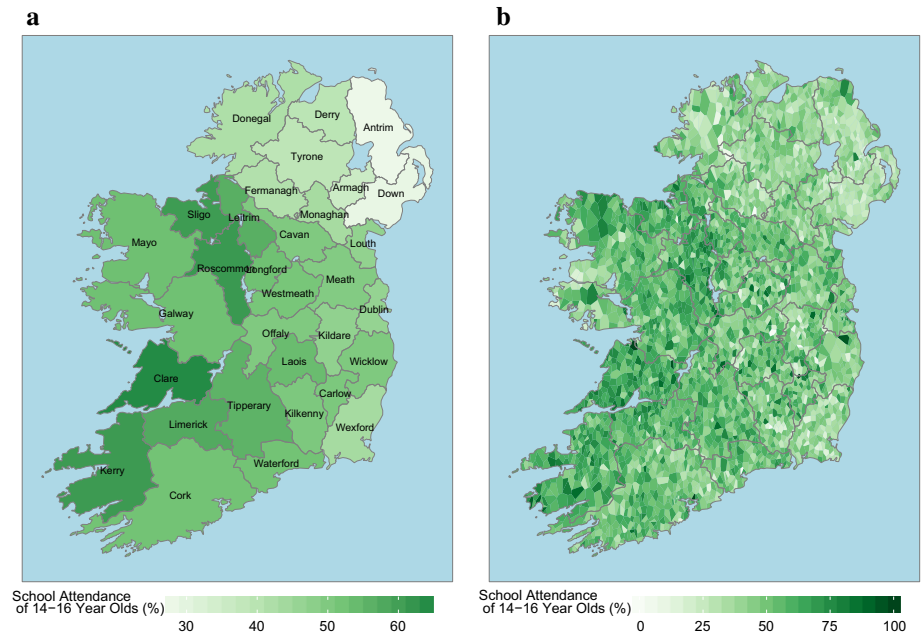 a
b
Donegal
Derry
Antrim
Tyrone
Fermanagh
Armagh
Down
Monaghan
Sligo
Leitrim
Cavan
Louth
Mayo
Roscommon
Longford
Meath
Westmeath
Dublin
Galway
Offaly
Kildare
Laois
Wicklow
Clare
Carlow
Tipperary
Kilkenny
Limerick
Wexford
Waterford
Kerry
Cork
School Attendance
of 14−16 Year Olds (%)
30 40 50 60
School Attendance
of 14−16 Year Olds (%)
0 25 50 75 100